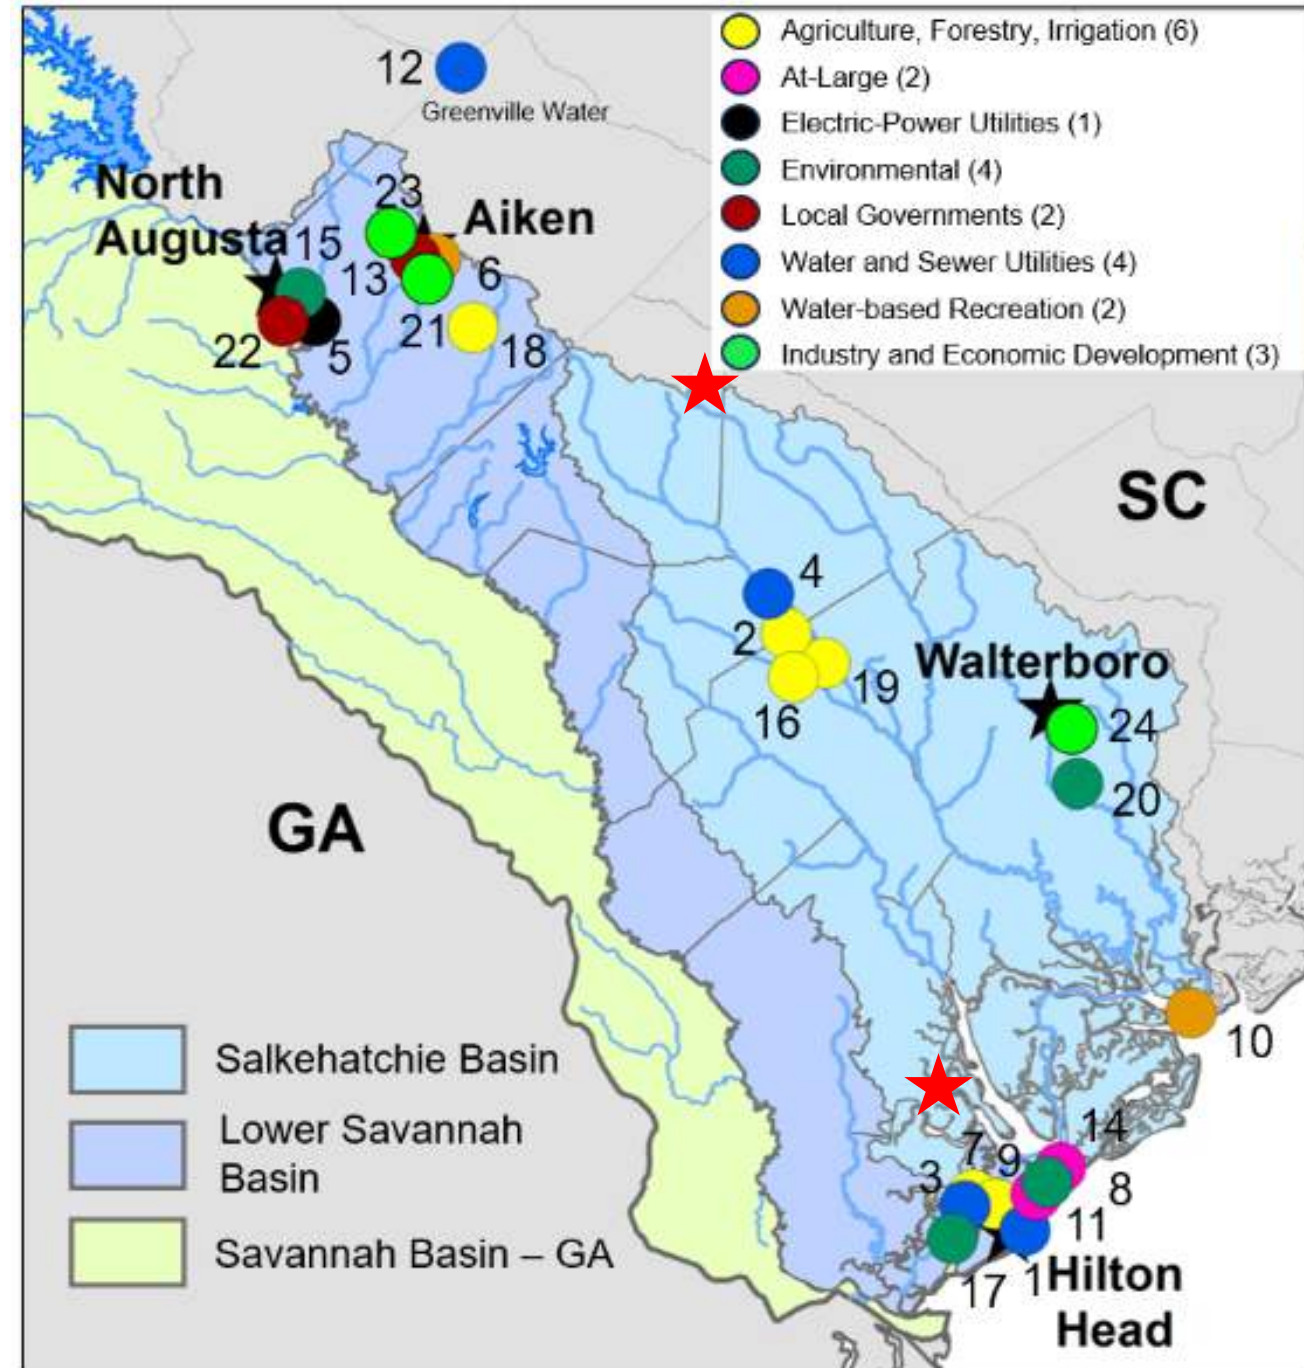 Agriculture, Forestry, Irrigation (6)
At-Large (2)
Electric-Power Utilities (1)
Environmental (4)
Local Governments (2)
Water and Sewer Utilities (4)
Water-based Recreation (2)
Industry and Economic Development (3)
12
Greenville Water
North
Augusta
23
Aiken
15
13
6
21
18
22
5
SC
4
2
Walterboro
19
16
24
20
GA
10
Salkehatchie Basin
Lower Savannah
Basin
Savannah Basin – GA
14
7
9
3
8
11
17
1
Hilton
Head